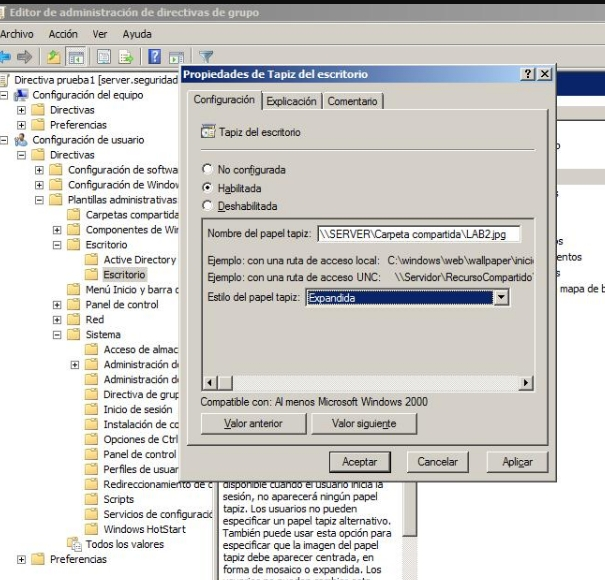 Editor de administración de directivas de grupo
Archivo Acción Ver Ayuda
Directiva prueba1 [server.seguridad
Configuración del equipo
Directivas
Preferencias
Configuración de usuario
Directivas
Configuración de softwa
Configuración de Window
Plantillas administrativas
Carpetas compartida
Componentes de Wir
Escritorio
Active Directory
Escritorio
Menú Inicio y barra d
Panel de control
Red
Sistema
Acceso de almac
Administración d
Administración de
Directiva de grup
Inicio de sesión
Instalación de co
Opciones de Ctrl
Panel de control
Perfiles de usuar
Redireccionamiento de c
Scripts
Servicios de configuració
Windows HotStart
Todos los valores
Preferencias
Propiedades de Tapiz del escritorio
Configuración Explicación Comentario
Tapiz del escritorio
No configurada
Habilitada
Deshabilitada
Nombre del papel tapiz: \\SERVER\Carpeta compartida\LAB2.jpg
Ejemplo: con una ruta de acceso local: C:\windows\web\wallpaper\inici
Ejemplo: con una ruta de acceso UNC: \\Servidor\RecursoCompartido\
Estilo del papel tapiz: Expandida
Compatible con: Al menos Microsoft Windows 2000
Valor anterior Valor siguiente
Aceptar Cancelar Aplicar
os
entos
s
mapa de b
disponible cuando el usuario inicia la
sesión, no aparecerá ningún papel
tapiz. Los usuarios no pueden
especificar un papel tapiz alternativo.
También puede usar esta opción para
especificar que la imagen del papel
tapiz debe aparecer centrada, en
forma de mosaico o expandida. Los